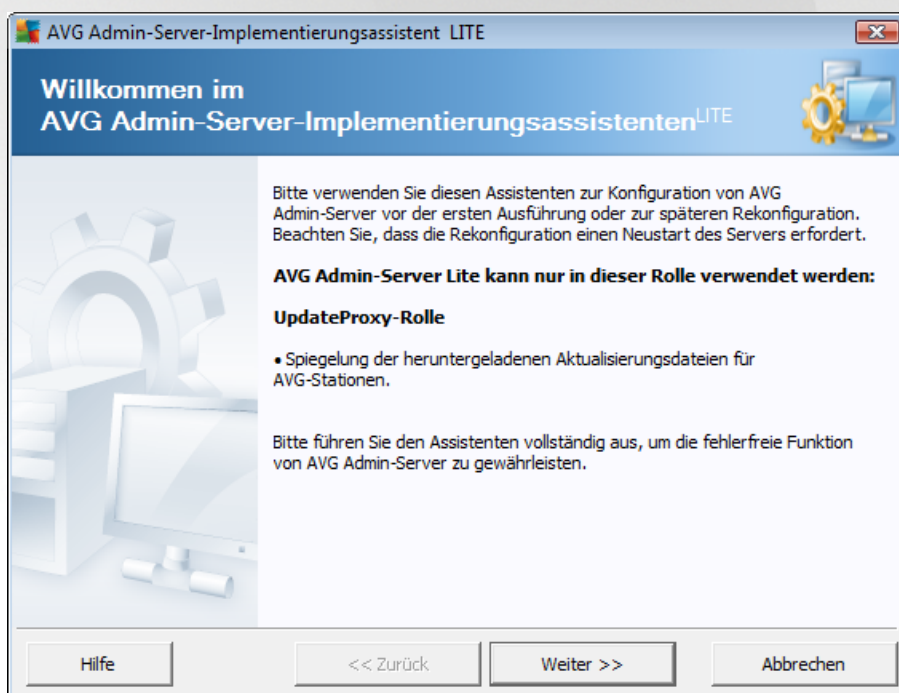 AVG Admin-Server-Implementierungsassistent LITE
Willkommen im
AVG Admin-Server-Implementierungsassistenten LITE
Bitte verwenden Sie diesen Assistenten zur Konfiguration von AVG
Admin-Server vor der ersten Ausführung oder zur späteren Rekonfiguration.
Beachten Sie, dass die Rekonfiguration einen Neustart des Servers erfordert.
AVG Admin-Server Lite kann nur in dieser Rolle verwendet werden:
UpdateProxy-Rolle
• Spiegelung der heruntergeladenen Aktualisierungsdateien für
AVG-Stationen.
Bitte führen Sie den Assistenten vollständig aus, um die fehlerfreie Funktion
von AVG Admin-Server zu gewährleisten.
Hilfe
<< Zurück
Weiter >>
Abbrechen